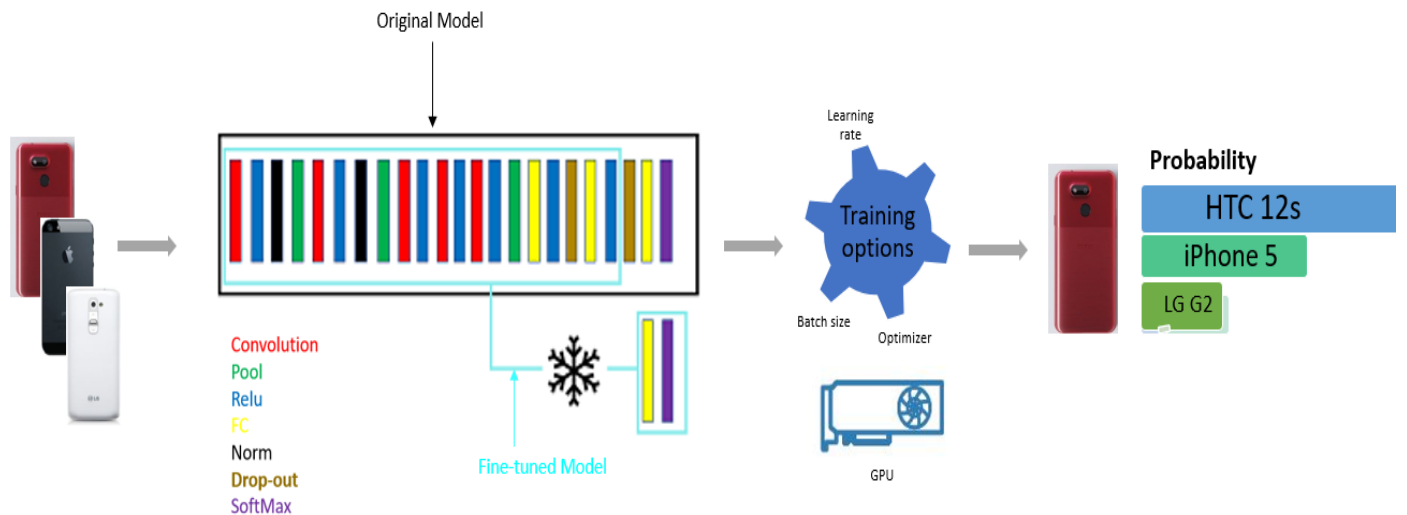 Original Model
Learning
rate
Training
options
Batch size
Optimizer
GPU
Convolution
Pool
Relu
FC
Norm
Drop-out
SoftMax
Fine-tuned Model
Probability
HTC 12s
iPhone 5
LG G2